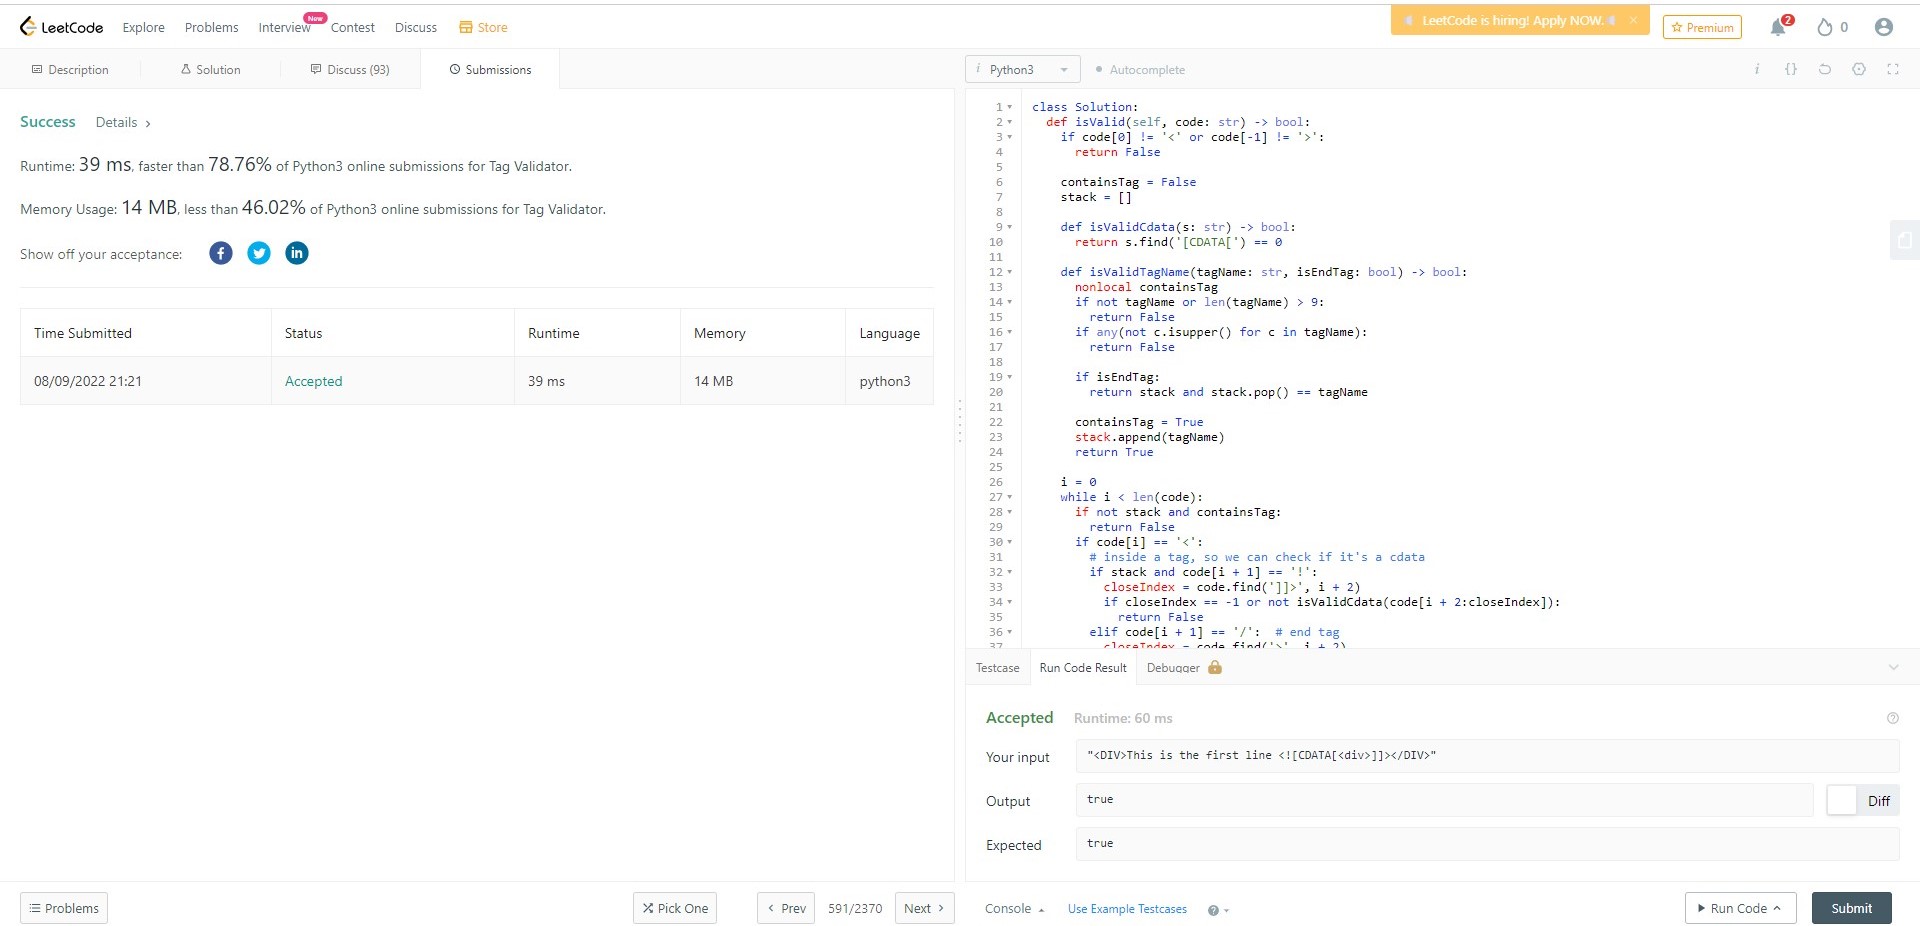 LeetCode Explore Problems Interview New Contest Discuss Store LeetCode is hiring! Apply NOW. × Premium 2 0
Description Solution Discuss (93) Submissions
Success Details >
Runtime: 39 ms, faster than 78.76% of Python3 online submissions for Tag Validator.
Memory Usage: 14 MB, less than 46.02% of Python3 online submissions for Tag Validator.
Show off your acceptance:
Time Submitted Status Runtime Memory Language
08/09/2022 21:21 Accepted 39 ms 14 MB python3
Problems Pick One < Prev 591/2370 Next >
i Python3 Autocomplete i {}
1 class Solution:
2 def isValid(self, code: str) -> bool:
3 if code[0] != '<' or code[-1] != '>':
4 return False
5
6 containsTag = False
7 stack = []
8
9 def isValidCdata(s: str) -> bool:
10 return s.find('[CDATA[') == 0
11
12 def isValidTagName(tagName: str, isEndTag: bool) -> bool:
13 nonlocal containsTag
14 if not tagName or len(tagName) > 9:
15 return False
16 if any(not c.isupper() for c in tagName):
17 return False
18
19 if isEndTag:
20 return stack and stack.pop() == tagName
21
22 containsTag = True
23 stack.append(tagName)
24 return True
25
26 i = 0
27 while i < len(code):
28 if not stack and containsTag:
29 return False
30 if code[i] == '<':
31 # inside a tag, so we can check if it's a cdata
32 if stack and code[i + 1] == '!':
33 closeIndex = code.find(']]>', i + 2)
34 if closeIndex == -1 or not isValidCdata(code[i + 2:closeIndex]):
35 return False
36 elif code[i + 1] == '/': # end tag
37 closeIndex = code.find('>', i + 2)
Testcase Run Code Result Debugger
Accepted Runtime: 60 ms
Your input "<DIV>This is the first line <![CDATA[<div>]]></DIV>"
Output true Diff
Expected true
Console Use Example Testcases Run Code Submit